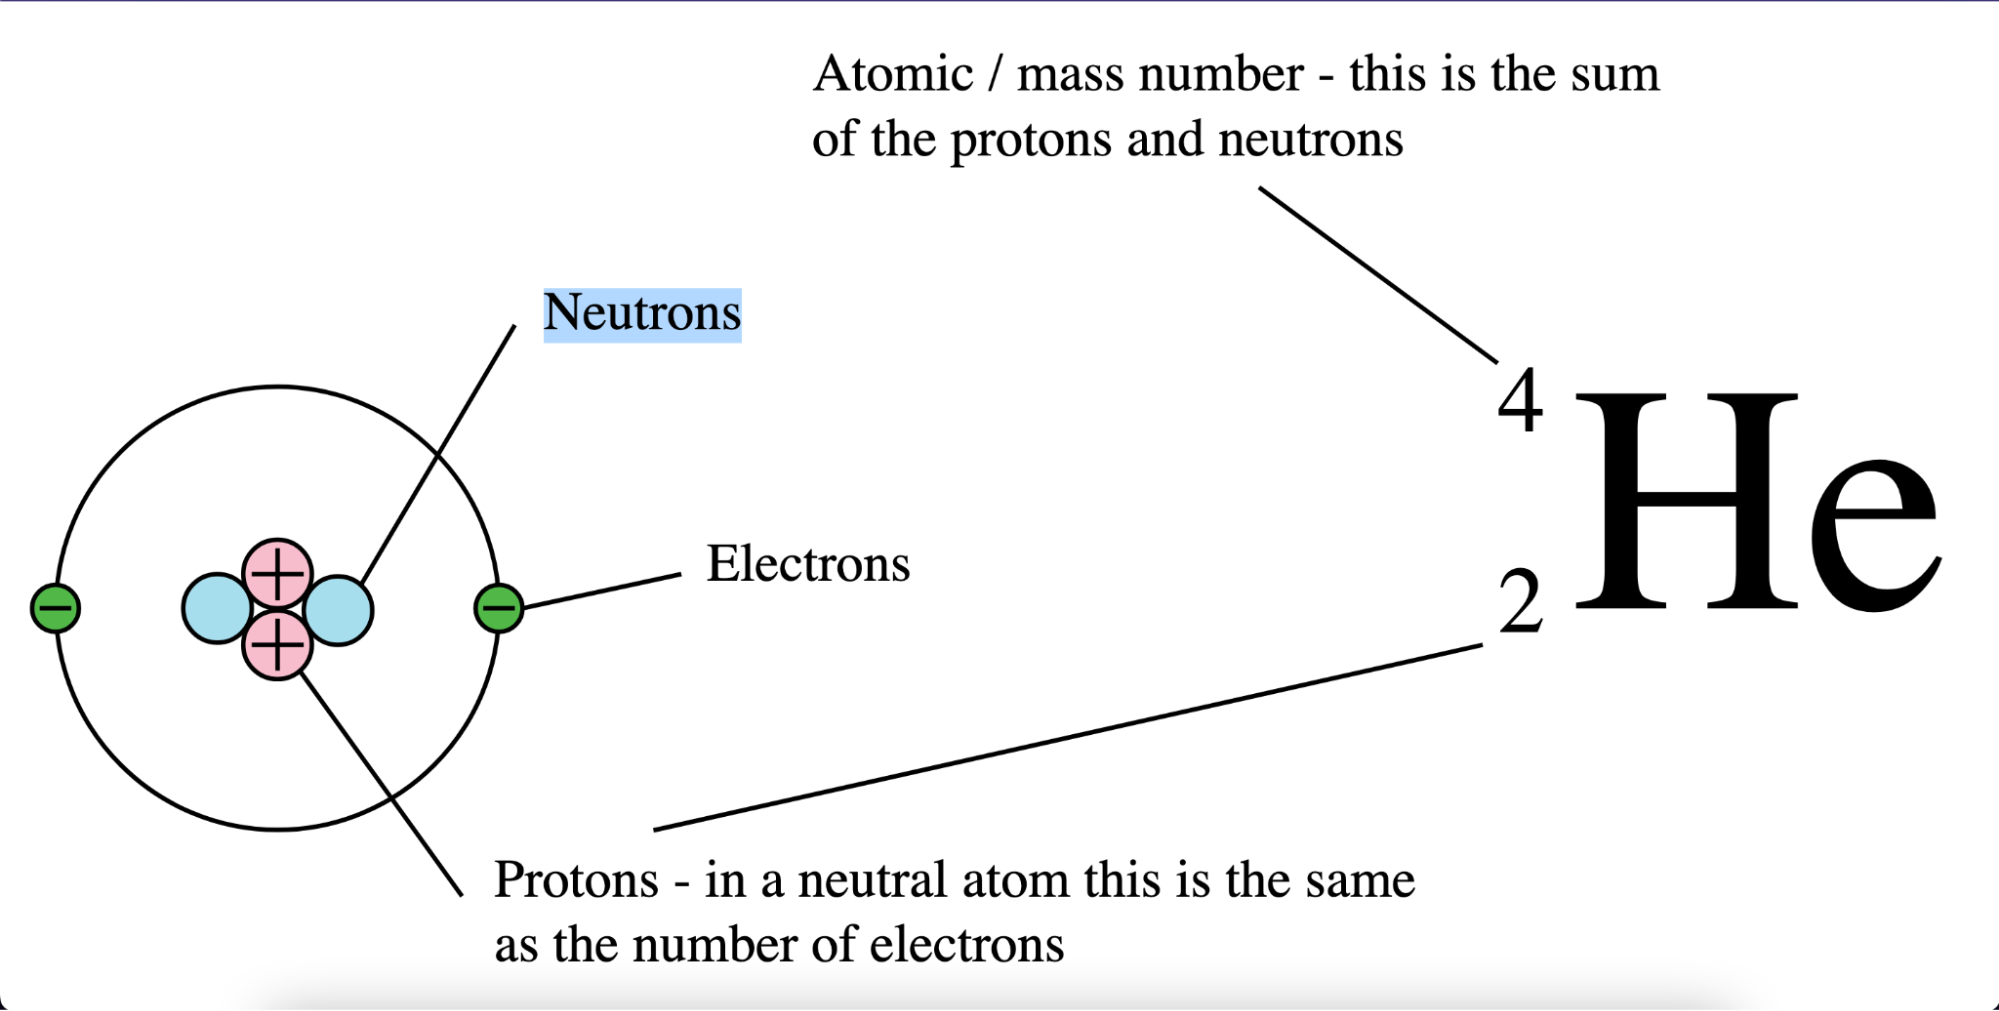 Atomic / mass number - this is the sum
of the protons and neutrons
Neutrons
4
He
Electrons
2
Protons - in a neutral atom this is the same
as the number of electrons